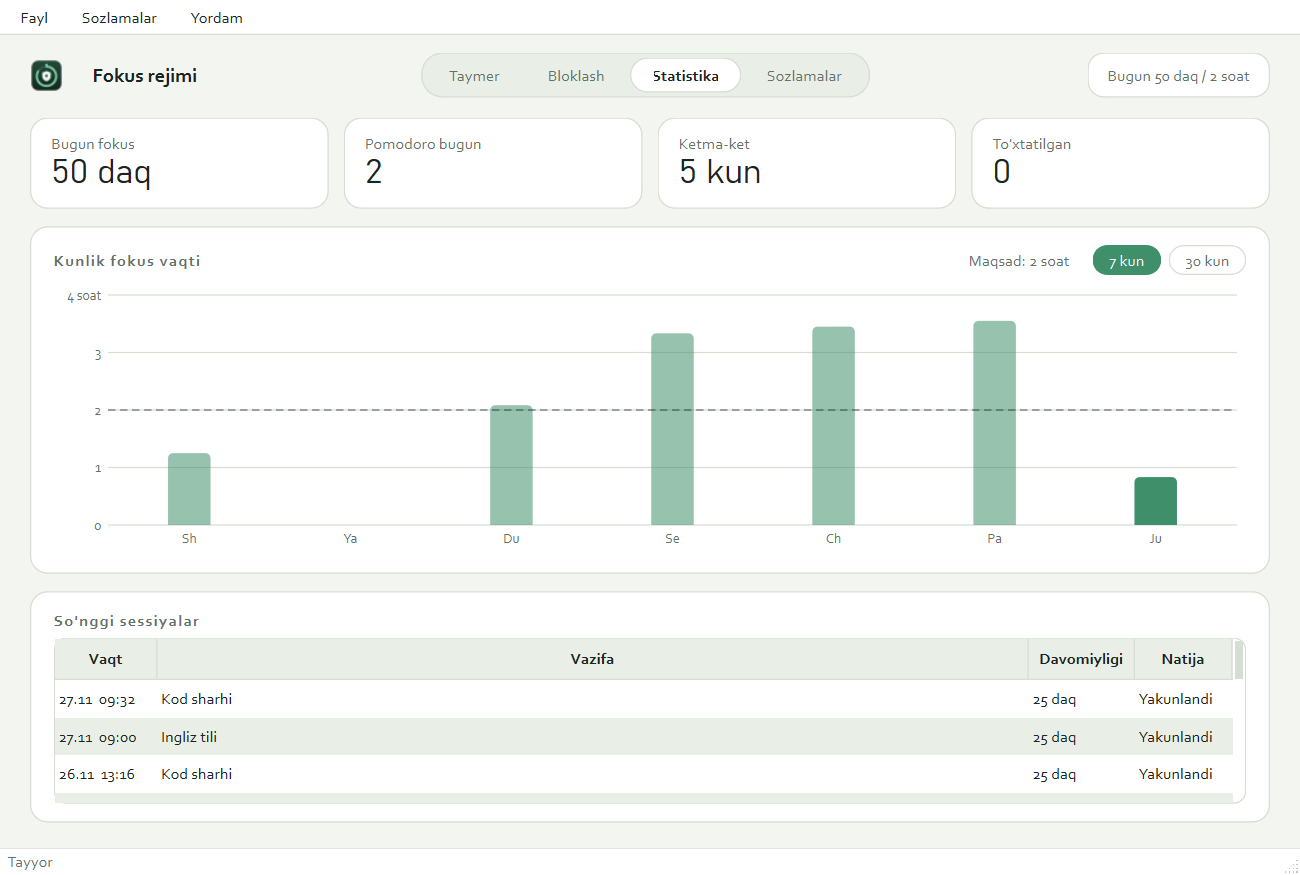 Fayl Sozlamalar Yordam
Fokus rejimi
Taymer Bloklash Statistika Sozlamalar
Bugun 50 daq / 2 soat
Bugun fokus
50 daq
Pomodoro bugun
2
Ketma-ket
5 kun
To'xtatilgan
0
Kunlik fokus vaqti
Maqsad: 2 soat 7 kun 30 kun
4 soat
3
2
1
0
Sh Ya Du Se Ch Pa Ju
So'nggi sessiyalar
Vaqt Vazifa Davomiyligi Natija
27.11 09:32 Kod sharhi 25 daq Yakunlandi
27.11 09:00 Ingliz tili 25 daq Yakunlandi
26.11 13:16 Kod sharhi 25 daq Yakunlandi
Tayyor